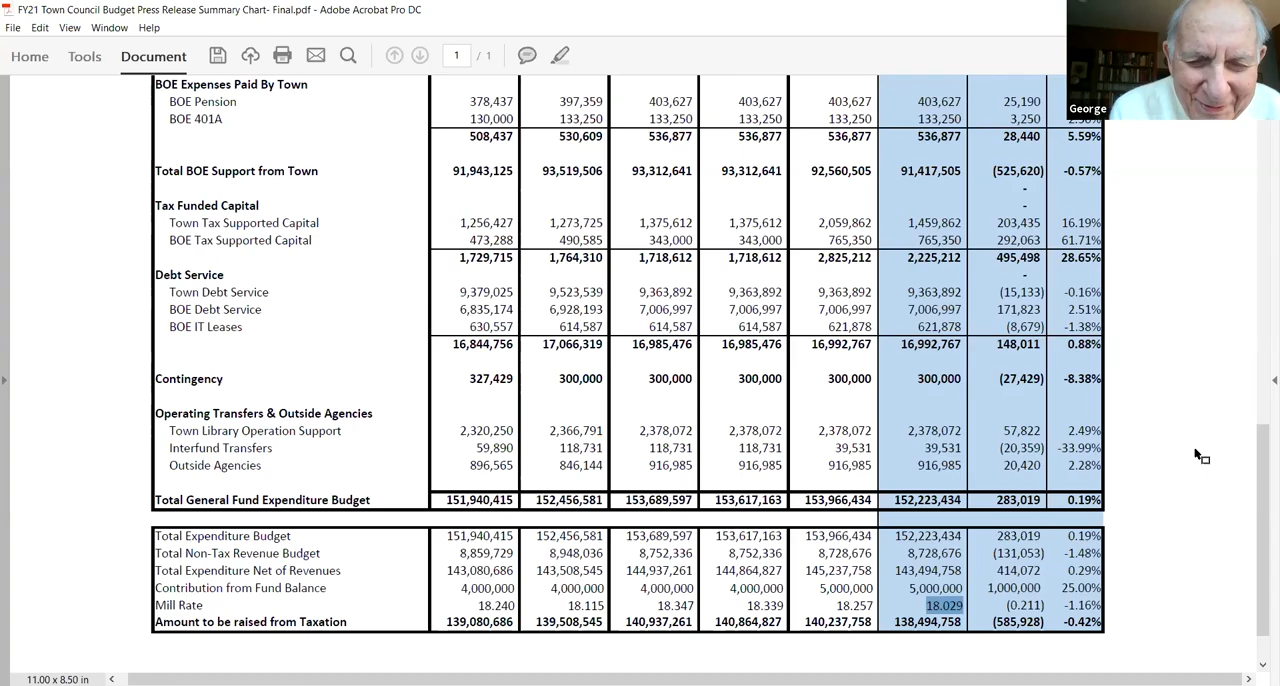 FY21 Town Council Budget Press Release Summary Chart- Final.pdf - Adobe Acrobat Pro DC
File Edit View Window Help
Home Tools Document 1 / 1
George
BOE Expenses Paid By Town
BOE Pension 378,437 397,359 403,627 403,627 403,627 403,627 25,190
BOE 401A 130,000 133,250 133,250 133,250 133,250 133,250 3,250
508,437 530,609 536,877 536,877 536,877 536,877 28,440 5.59%
Total BOE Support from Town 91,943,125 93,519,506 93,312,641 93,312,641 92,560,505 91,417,505 (525,620) -0.57%
-
Tax Funded Capital -
Town Tax Supported Capital 1,256,427 1,273,725 1,375,612 1,375,612 2,059,862 1,459,862 203,435 16.19%
BOE Tax Supported Capital 473,288 490,585 343,000 343,000 765,350 765,350 292,063 61.71%
1,729,715 1,764,310 1,718,612 1,718,612 2,825,212 2,225,212 495,498 28.65%
Debt Service -
Town Debt Service 9,379,025 9,523,539 9,363,892 9,363,892 9,363,892 9,363,892 (15,133) -0.16%
BOE Debt Service 6,835,174 6,928,193 7,006,997 7,006,997 7,006,997 7,006,997 171,823 2.51%
BOE IT Leases 630,557 614,587 614,587 614,587 621,878 621,878 (8,679) -1.38%
16,844,756 17,066,319 16,985,476 16,985,476 16,992,767 16,992,767 148,011 0.88%
Contingency 327,429 300,000 300,000 300,000 300,000 300,000 (27,429) -8.38%
Operating Transfers & Outside Agencies
Town Library Operation Support 2,320,250 2,366,791 2,378,072 2,378,072 2,378,072 2,378,072 57,822 2.49%
Interfund Transfers 59,890 118,731 118,731 118,731 39,531 39,531 (20,359) -33.99%
Outside Agencies 896,565 846,144 916,985 916,985 916,985 916,985 20,420 2.28%
Total General Fund Expenditure Budget 151,940,415 152,456,581 153,689,597 153,617,163 153,966,434 152,223,434 283,019 0.19%
Total Expenditure Budget 151,940,415 152,456,581 153,689,597 153,617,163 153,966,434 152,223,434 283,019 0.19%
Total Non-Tax Revenue Budget 8,859,729 8,948,036 8,752,336 8,752,336 8,728,676 8,728,676 (131,053) -1.48%
Total Expenditure Net of Revenues 143,080,686 143,508,545 144,937,261 144,864,827 145,237,758 143,494,758 414,072 0.29%
Contribution from Fund Balance 4,000,000 4,000,000 4,000,000 4,000,000 5,000,000 5,000,000 1,000,000 25.00%
Mill Rate 18.240 18.115 18.347 18.339 18.257 18.029 (0.211) -1.16%
Amount to be raised from Taxation 139,080,686 139,508,545 140,937,261 140,864,827 140,237,758 138,494,758 (585,928) -0.42%
11.00 x 8.50 in